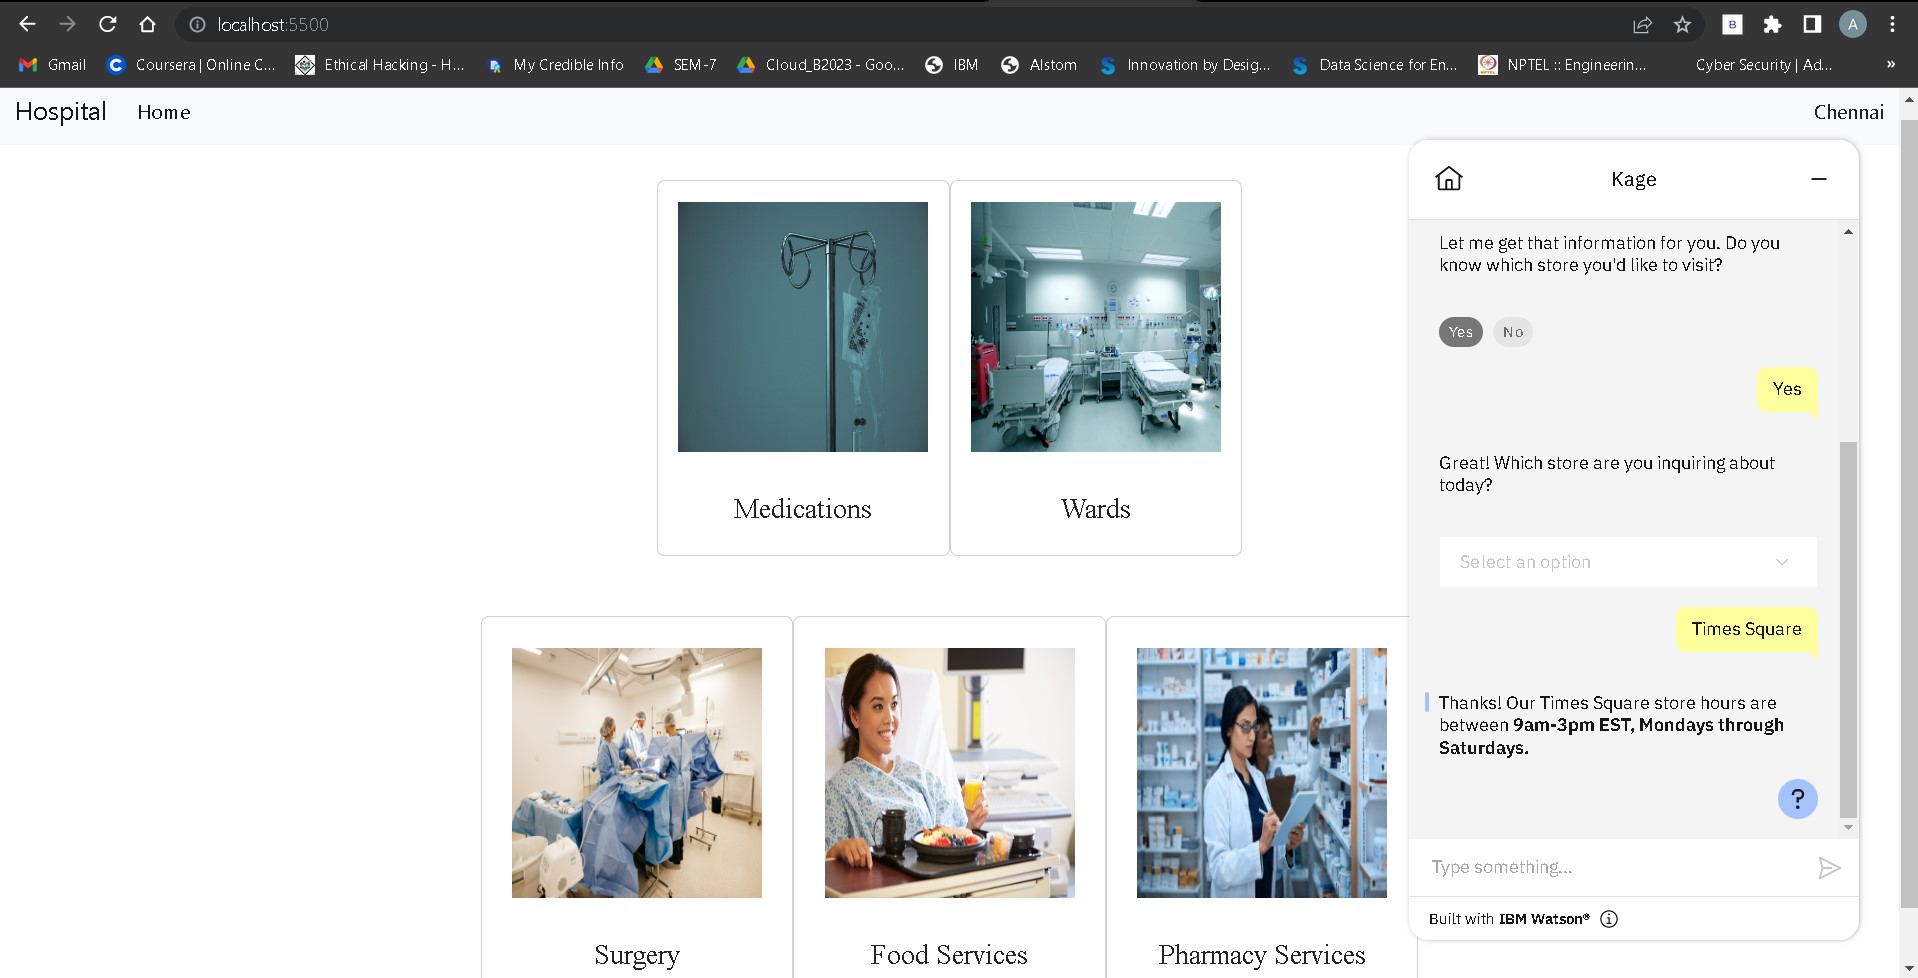 localhost:5500
B
A
Gmail
Coursera | Online C...
Ethical Hacking - H...
My Credible Info
SEM-7
Cloud_B2023 - Goo...
IBM
Alstom
Innovation by Desig...
Data Science for En...
NPTEL :: Engineerin...
Cyber Security | Ad...
»
Hospital
Home
Chennai
Medications
Wards
Surgery
Food Services
Pharmacy Services
Kage
Let me get that information for you. Do you
know which store you'd like to visit?
Yes
No
Yes
Great! Which store are you inquiring about
today?
Select an option
Times Square
Thanks! Our Times Square store hours are
between 9am-3pm EST, Mondays through
Saturdays.
?
Type something...
Built with IBM Watson®